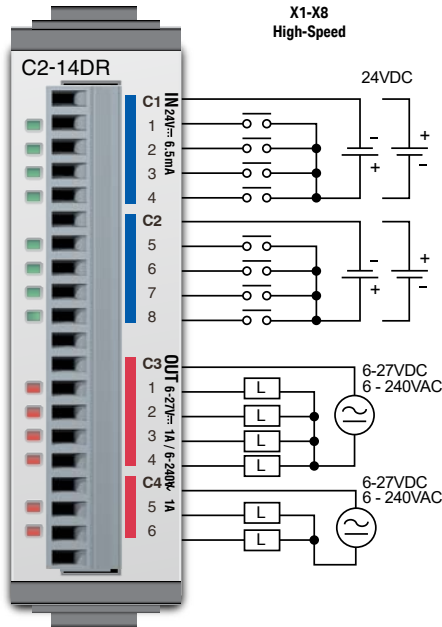 X1-X8
High-Speed
C2-14DR
24VDC
C1 IN 24V⎓ 6.5mA
1
2
3
4
C2
5
6
7
8
- + + -
- + + -
C3 OUT 6-27V⎓ 1A / 6-240V~ 1A
1 L
2 L
3 L
4 L
6-27VDC
6 - 240VAC
C4
5 L
6 L
6-27VDC
6 - 240VAC